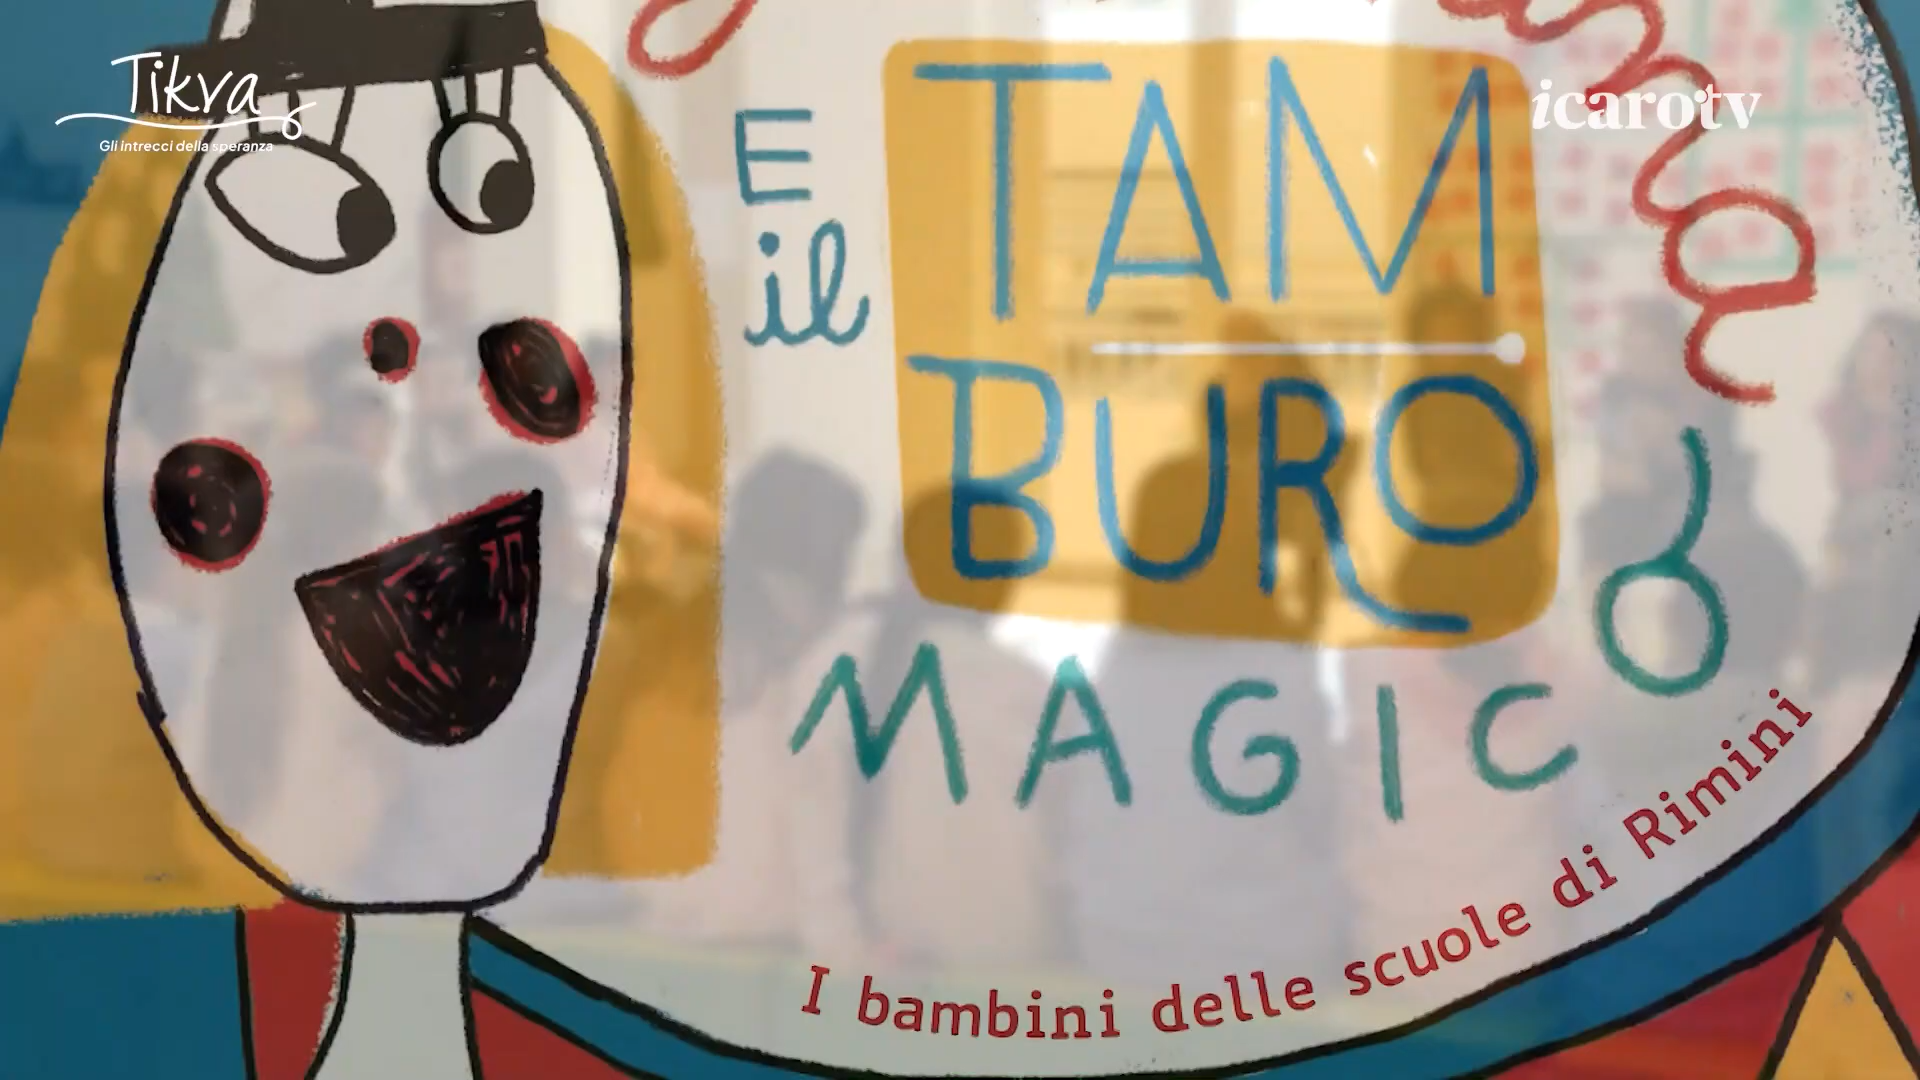 Tikva
Gli intrecci della speranza
icarotv
E
il
TAM
BURO
MAGICO
I bambini delle scuole di Rimini